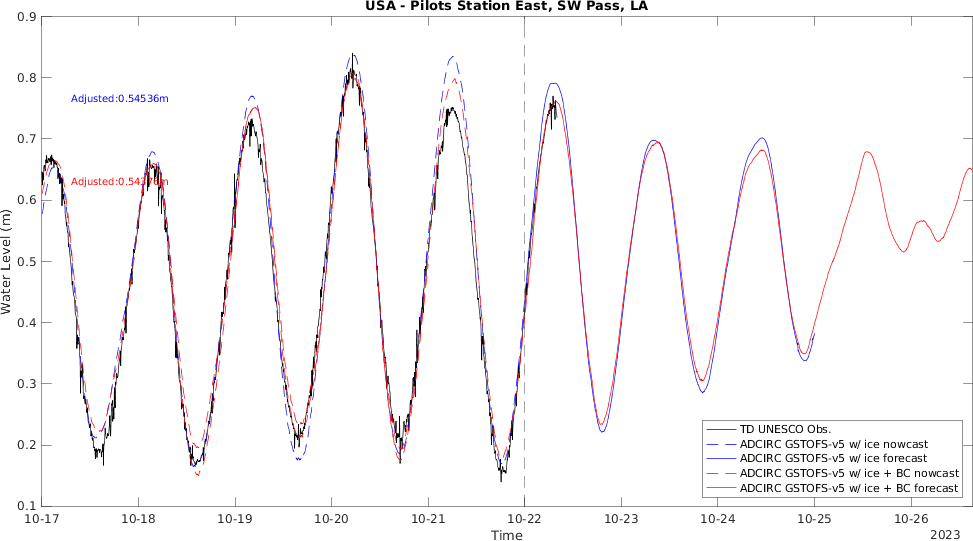 USA - Pilots Station East, SW Pass, LA
0.9
0.8
0.7
0.6
0.5
0.4
0.3
0.2
0.1
Water Level (m)
Adjusted:0.54536m
TD UNESCO Obs.
ADCIRC GSTOFS-v5 w/ ice nowcast
ADCIRC GSTOFS-v5 w/ ice forecast
ADCIRC GSTOFS-v5 w/ ice + BC nowcast
ADCIRC GSTOFS-v5 w/ ice + BC forecast
10-17 10-18 10-19 10-20 10-21 10-22 10-23 10-24 10-25 10-26
Time
2023